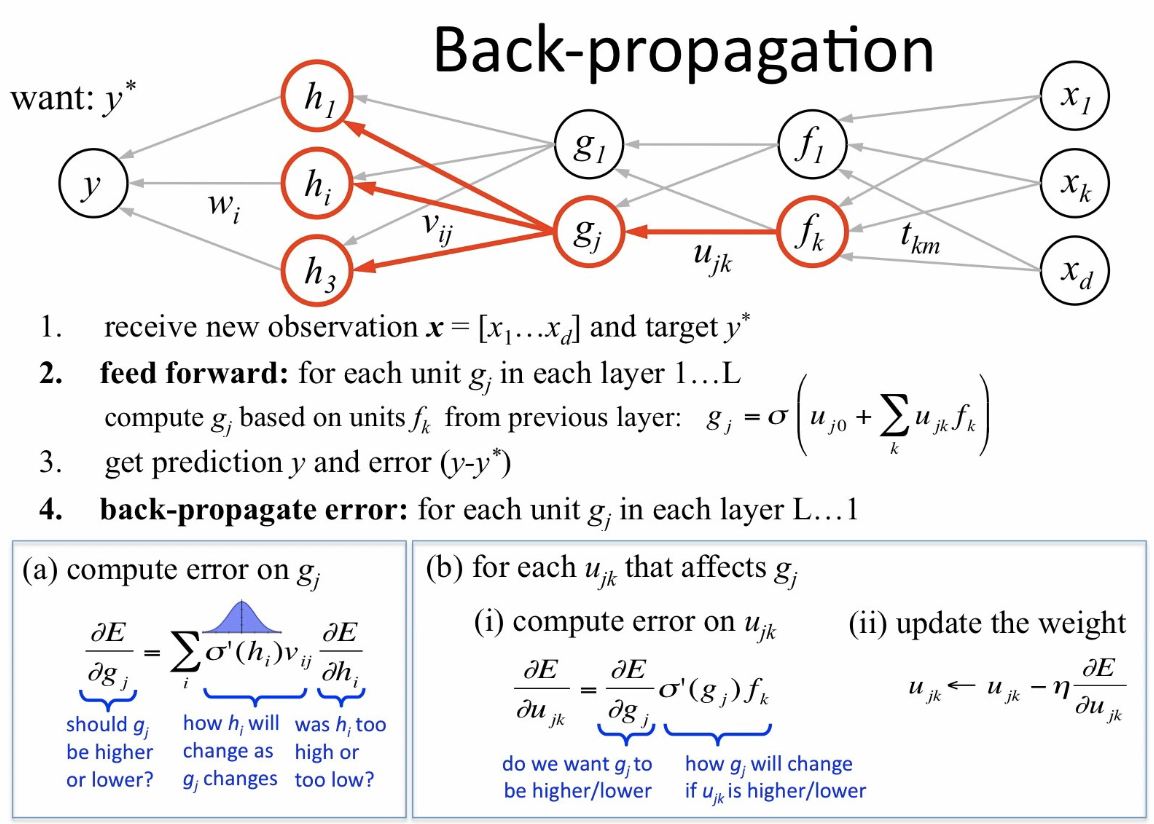 Back-propagation
want: y*
h₁
x₁
g₁
f₁
y
hᵢ
xₖ
wᵢ
vᵢⱼ
gⱼ
fₖ
uⱼₖ
tₖₘ
h₃
x_d
1. receive new observation x = [x₁…x_d] and target y*
2. feed forward: for each unit gⱼ in each layer 1…L
compute gⱼ based on units fₖ from previous layer: gⱼ = σ(uⱼ₀ + ∑ₖ uⱼₖ fₖ)
3. get prediction y and error (y-y*)
4. back-propagate error: for each unit gⱼ in each layer L…1
(a) compute error on gⱼ
∂E/∂gⱼ = ∑ᵢ σ'(hᵢ)vᵢⱼ ∂E/∂hᵢ
should gⱼ
be higher
or lower?
how hᵢ will
change as
gⱼ changes
was hᵢ too
high or
too low?
(b) for each uⱼₖ that affects gⱼ
(i) compute error on uⱼₖ
∂E/∂uⱼₖ = ∂E/∂gⱼ σ'(gⱼ) fₖ
do we want gⱼ to
be higher/lower
how gⱼ will change
if uⱼₖ is higher/lower
(ii) update the weight
uⱼₖ ← uⱼₖ − η ∂E/∂uⱼₖ